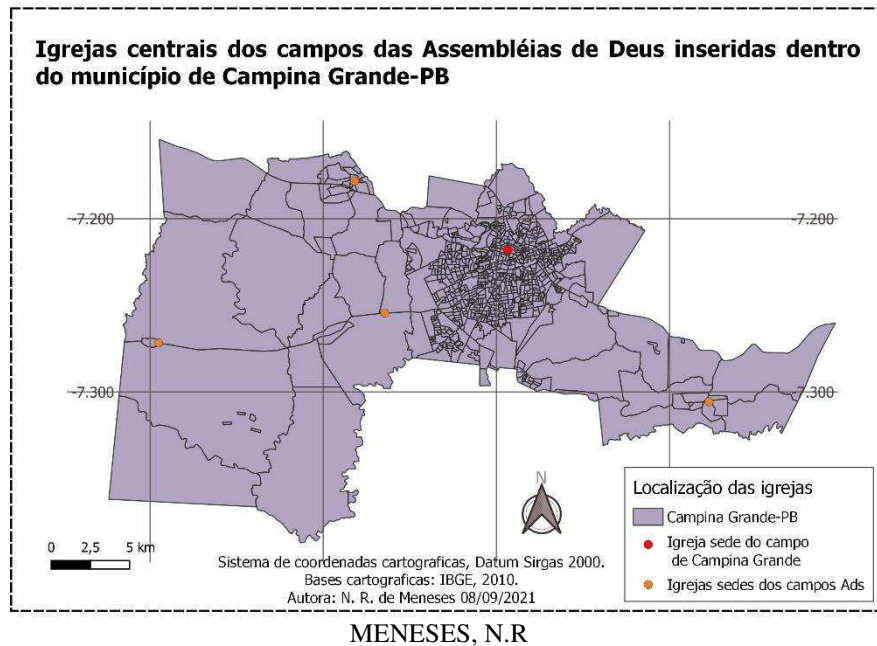 Igrejas centrais dos campos das Assembléias de Deus inseridas dentro
do município de Campina Grande-PB
-7.200
-7.200
-7.300
-7.300
N
Localização das igrejas
Campina Grande-PB
Igreja sede do campo
de Campina Grande
Igrejas sedes dos campos Ads
0 2,5 5 km
Sistema de coordenadas cartograficas, Datum Sirgas 2000.
Bases cartograficas: IBGE, 2010.
Autora: N. R. de Meneses 08/09/2021
MENESES, N.R